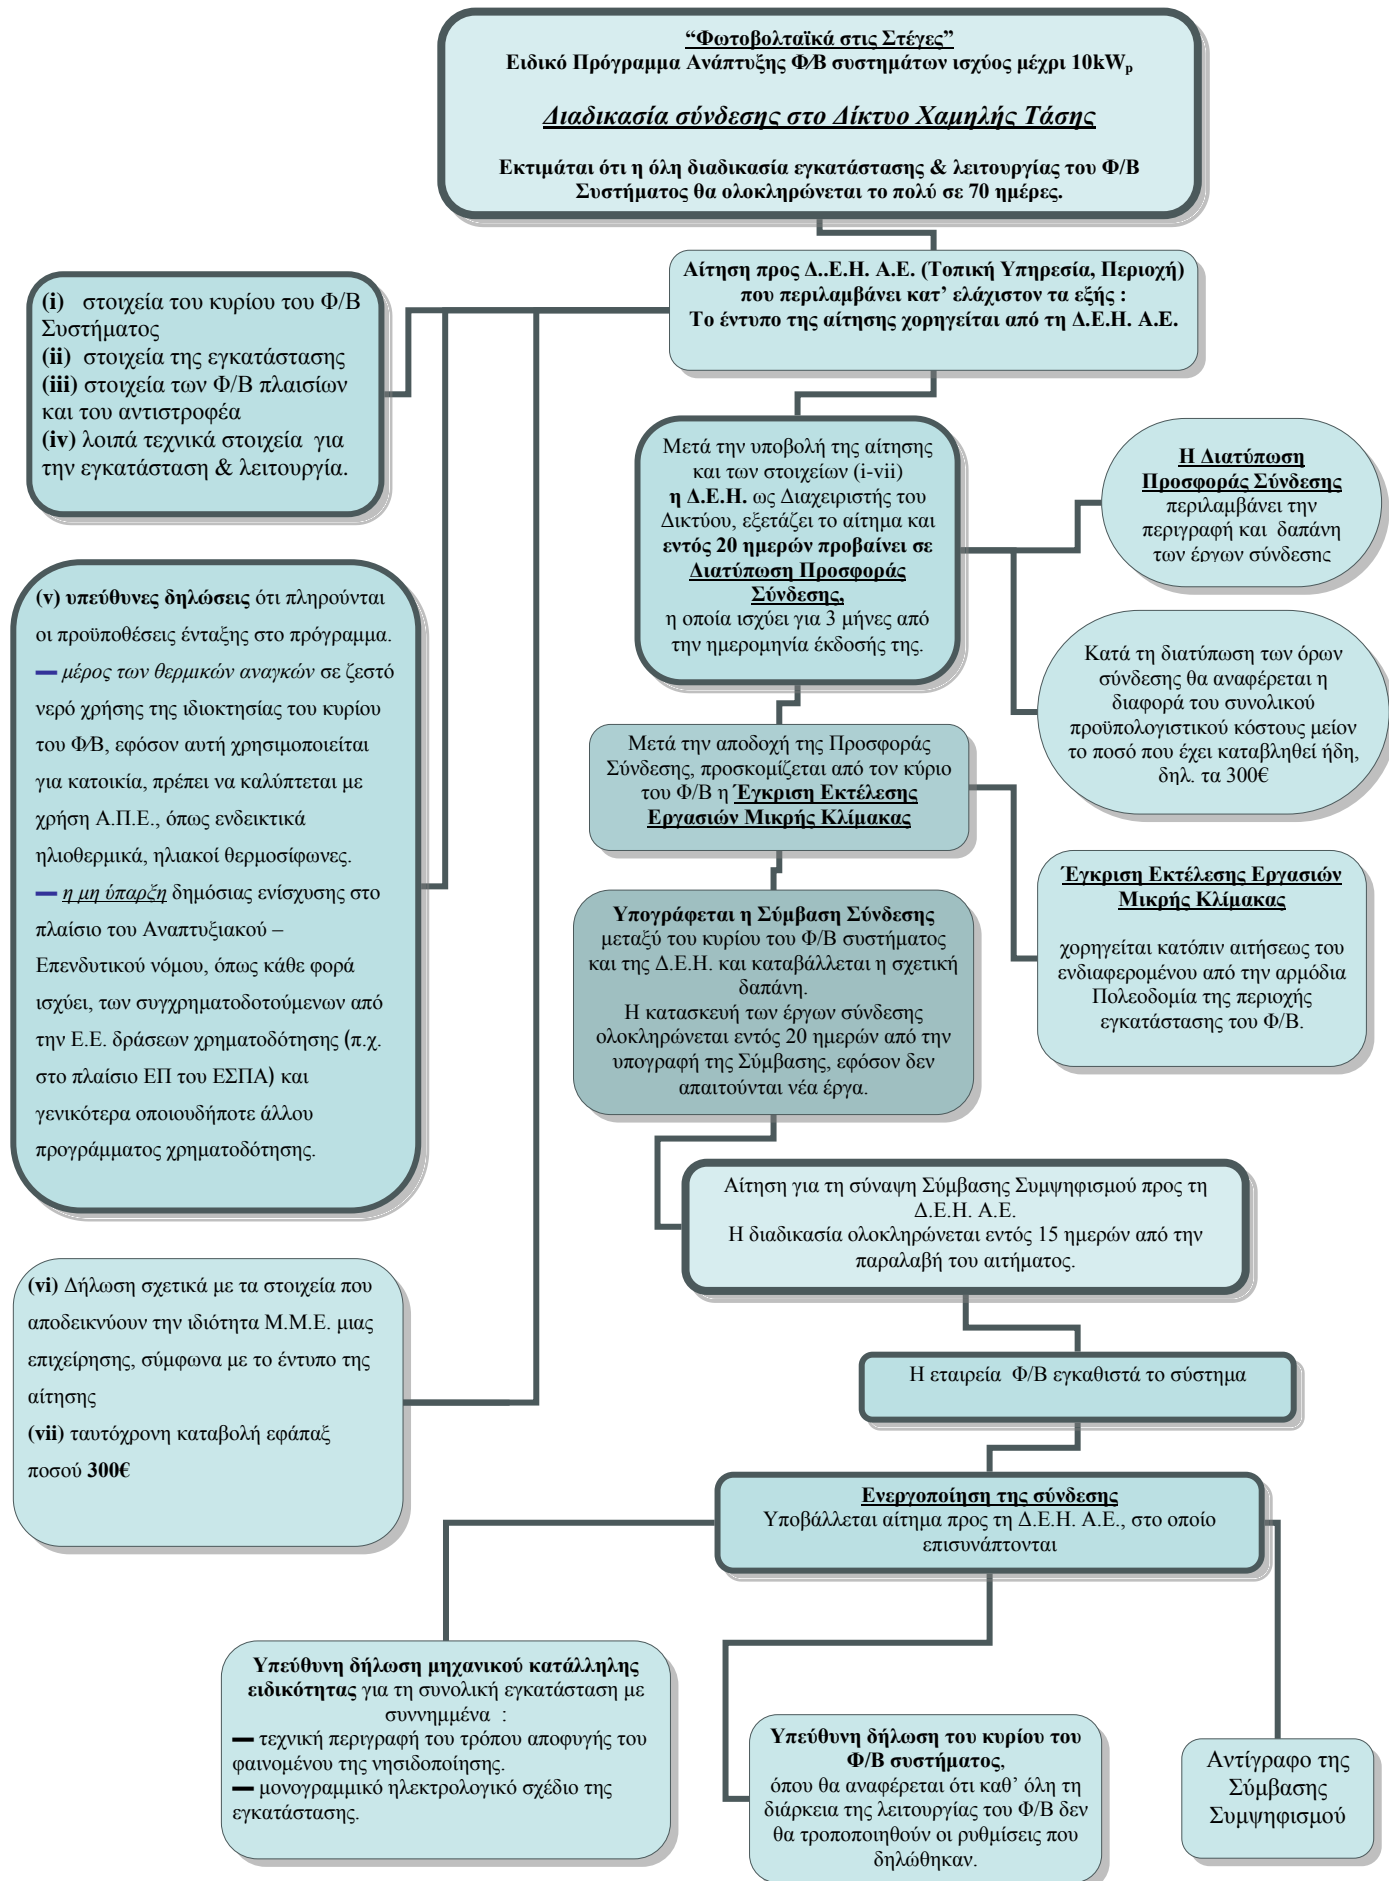 “Φωτοβολταϊκά στις Στέγες”
Ειδικό Πρόγραμμα Ανάπτυξης Φ/Β συστημάτων ισχύος μέχρι 10kWp
Διαδικασία σύνδεσης στο Δίκτυο Χαμηλής Τάσης
Εκτιμάται ότι η όλη διαδικασία εγκατάστασης & λειτουργίας του Φ/Β
Συστήματος θα ολοκληρώνεται το πολύ σε 70 ημέρες.
Αίτηση προς Δ..Ε.Η. Α.Ε. (Τοπική Υπηρεσία, Περιοχή)
που περιλαμβάνει κατ’ ελάχιστον τα εξής :
Το έντυπο της αίτησης χορηγείται από τη Δ.Ε.Η. Α.Ε.
(i) στοιχεία του κυρίου του Φ/Β
Συστήματος
(ii) στοιχεία της εγκατάστασης
(iii) στοιχεία των Φ/Β πλαισίων
και του αντιστροφέα
(iv) λοιπά τεχνικά στοιχεία για
την εγκατάσταση & λειτουργία.
(v) υπεύθυνες δηλώσεις ότι πληρούνται
οι προϋποθέσεις ένταξης στο πρόγραμμα.
— μέρος των θερμικών αναγκών σε ζεστό
νερό χρήσης της ιδιοκτησίας του κυρίου
του Φ/Β, εφόσον αυτή χρησιμοποιείται
για κατοικία, πρέπει να καλύπτεται με
χρήση Α.Π.Ε., όπως ενδεικτικά
ηλιοθερμικά, ηλιακοί θερμοσίφωνες.
— η μη ύπαρξη δημόσιας ενίσχυσης στο
πλαίσιο του Αναπτυξιακού –
Επενδυτικού νόμου, όπως κάθε φορά
ισχύει, των συγχρηματοδοτούμενων από
την Ε.Ε. δράσεων χρηματοδότησης (π.χ.
στο πλαίσιο ΕΠ του ΕΣΠΑ) και
γενικότερα οποιουδήποτε άλλου
προγράμματος χρηματοδότησης.
(vi) Δήλωση σχετικά με τα στοιχεία που
αποδεικνύουν την ιδιότητα Μ.Μ.Ε. μιας
επιχείρησης, σύμφωνα με το έντυπο της
αίτησης
(vii) ταυτόχρονη καταβολή εφάπαξ
ποσού 300€
Μετά την υποβολή της αίτησης
και των στοιχείων (i-vii)
η Δ.Ε.Η. ως Διαχειριστής του
Δικτύου, εξετάζει το αίτημα και
εντός 20 ημερών προβαίνει σε
Διατύπωση Προσφοράς
Σύνδεσης,
η οποία ισχύει για 3 μήνες από
την ημερομηνία έκδοσής της.
Η Διατύπωση
Προσφοράς Σύνδεσης
περιλαμβάνει την
περιγραφή και δαπάνη
των έργων σύνδεσης
Κατά τη διατύπωση των όρων
σύνδεσης θα αναφέρεται η
διαφορά του συνολικού
προϋπολογιστικού κόστους μείον
το ποσό που έχει καταβληθεί ήδη,
δηλ. τα 300€
Μετά την αποδοχή της Προσφοράς
Σύνδεσης, προσκομίζεται από τον κύριο
του Φ/Β η Έγκριση Εκτέλεσης
Εργασιών Μικρής Κλίμακας
Έγκριση Εκτέλεσης Εργασιών
Μικρής Κλίμακας
χορηγείται κατόπιν αιτήσεως του
ενδιαφερομένου από την αρμόδια
Πολεοδομία της περιοχής
εγκατάστασης του Φ/Β.
Υπογράφεται η Σύμβαση Σύνδεσης
μεταξύ του κυρίου του Φ/Β συστήματος
και της Δ.Ε.Η. και καταβάλλεται η σχετική
δαπάνη.
Η κατασκευή των έργων σύνδεσης
ολοκληρώνεται εντός 20 ημερών από την
υπογραφή της Σύμβασης, εφόσον δεν
απαιτούνται νέα έργα.
Αίτηση για τη σύναψη Σύμβασης Συμψηφισμού προς τη
Δ.Ε.Η. Α.Ε.
Η διαδικασία ολοκληρώνεται εντός 15 ημερών από την
παραλαβή του αιτήματος.
Η εταιρεία Φ/Β εγκαθιστά το σύστημα
Ενεργοποίηση της σύνδεσης
Υποβάλλεται αίτημα προς τη Δ.Ε.Η. Α.Ε., στο οποίο
επισυνάπτονται
Υπεύθυνη δήλωση μηχανικού κατάλληλης
ειδικότητας για τη συνολική εγκατάσταση με
συννημμένα :
— τεχνική περιγραφή του τρόπου αποφυγής του
φαινομένου της νησιδοποίησης.
— μονογραμμικό ηλεκτρολογικό σχέδιο της
εγκατάστασης.
Υπεύθυνη δήλωση του κυρίου του
Φ/Β συστήματος,
όπου θα αναφέρεται ότι καθ’ όλη τη
διάρκεια της λειτουργίας του Φ/Β δεν
θα τροποποιηθούν οι ρυθμίσεις που
δηλώθηκαν.
Αντίγραφο της
Σύμβασης
Συμψηφισμού